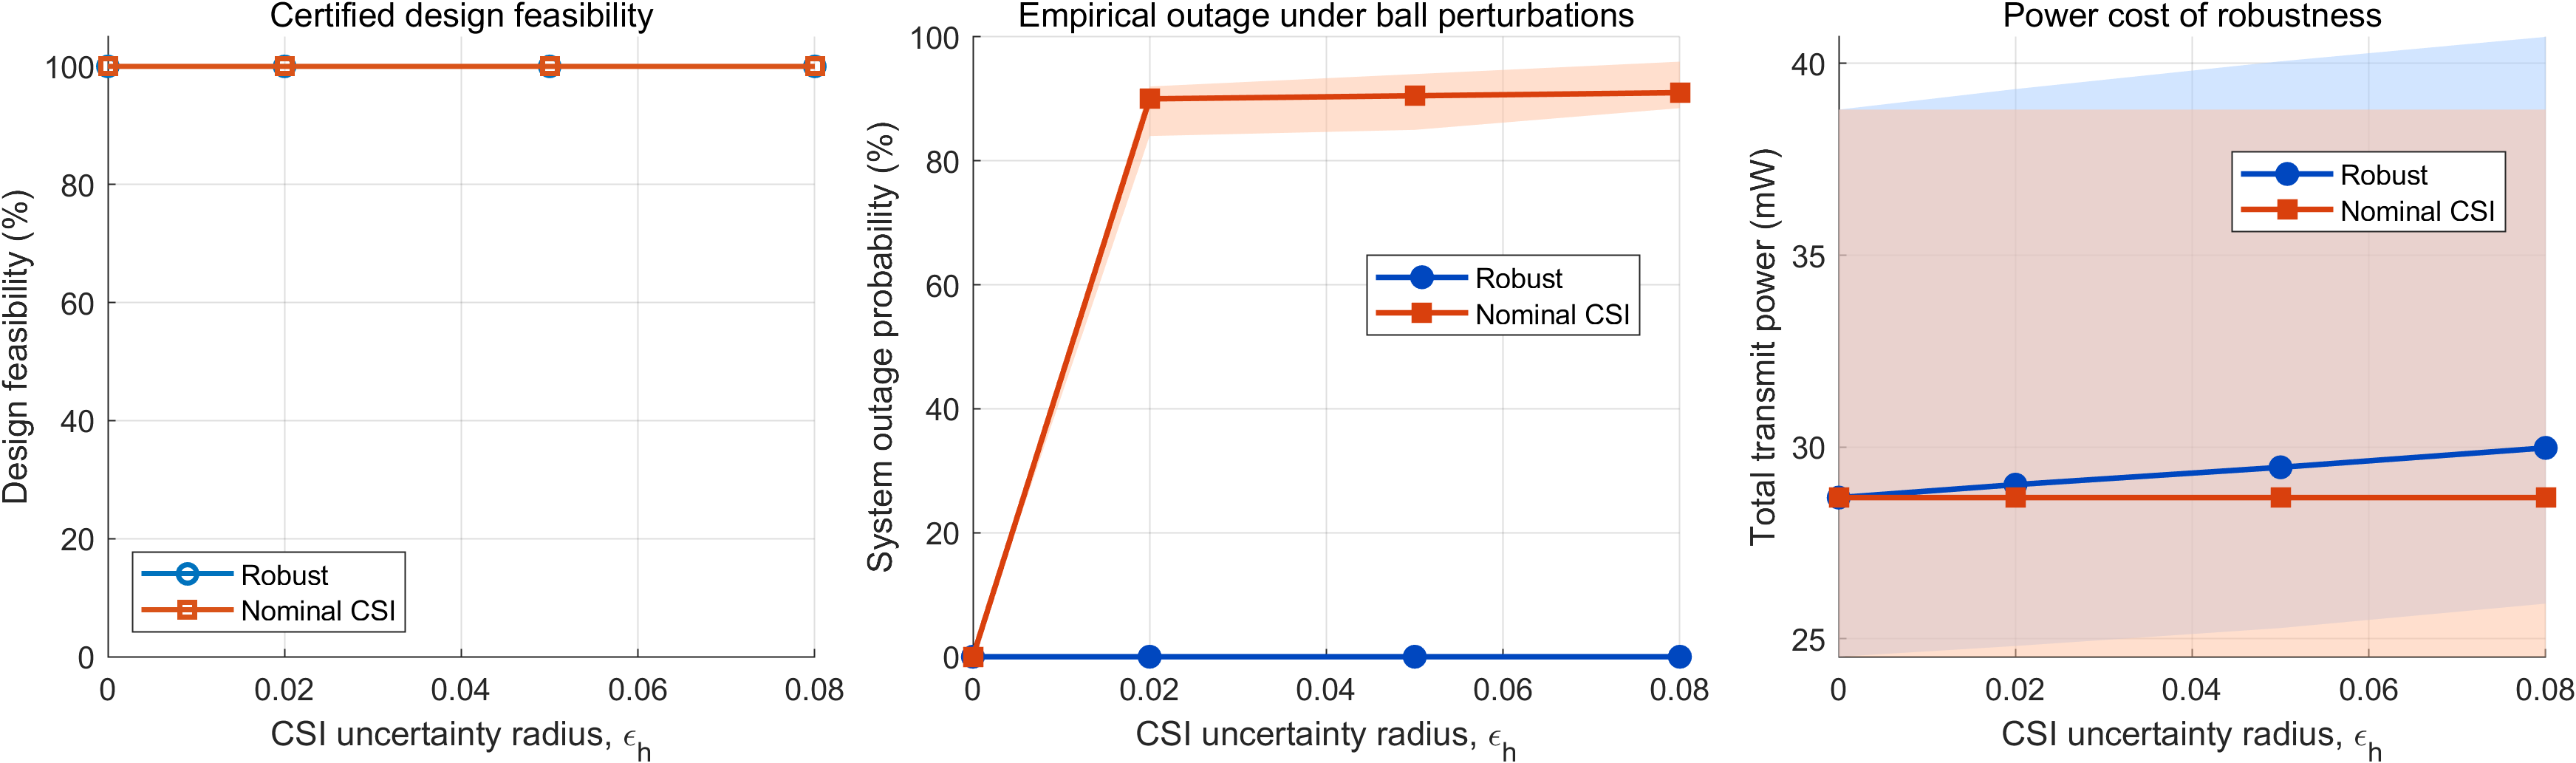 Certified design feasibility
Design feasibility (%)
100
80
60
40
20
0
0 0.02 0.04 0.06 0.08
CSI uncertainty radius, ϵh
Robust
Nominal CSI
Empirical outage under ball perturbations
System outage probability (%)
100
80
60
40
20
0
0 0.02 0.04 0.06 0.08
CSI uncertainty radius, ϵh
Robust
Nominal CSI
Power cost of robustness
Total transmit power (mW)
40
35
30
25
0 0.02 0.04 0.06 0.08
CSI uncertainty radius, ϵh
Robust
Nominal CSI